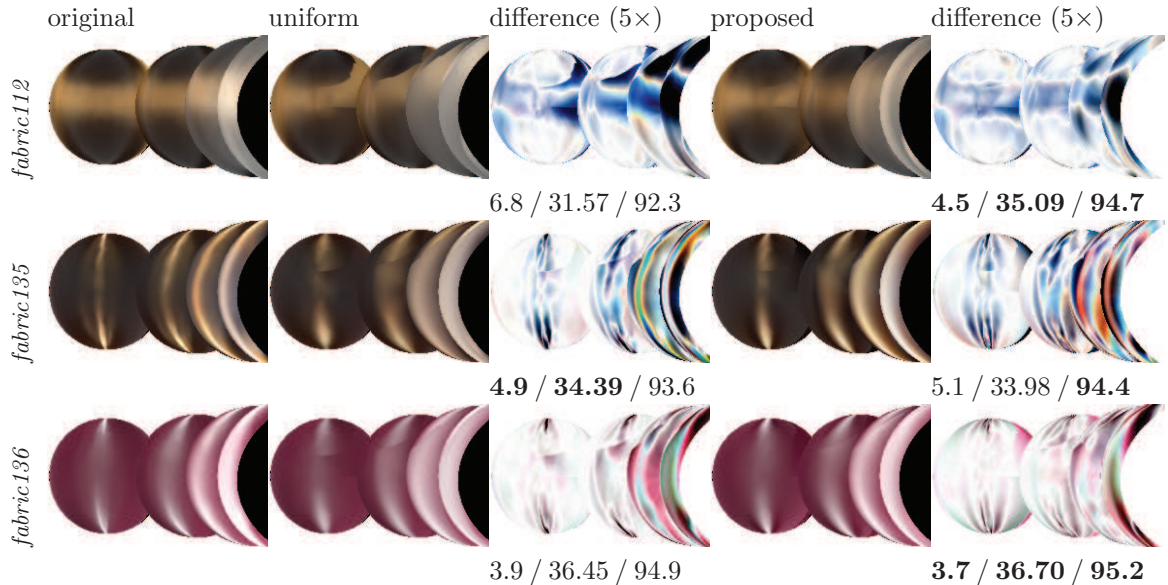 original uniform difference (5×) proposed difference (5×)
fabric112
6.8 / 31.57 / 92.3 4.5 / 35.09 / 94.7
fabric135
4.9 / 34.39 / 93.6 5.1 / 33.98 / 94.4
fabric136
3.9 / 36.45 / 94.9 3.7 / 36.70 / 95.2